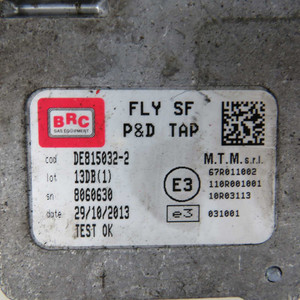 BRC
GAS EQUIPMENT
FLY SF
P&D TAP
cod DE815032-2
lot 13DB(1)
sn 8060630
date 29/10/2013
TEST OK
M.T.M. s.r.l.
67R011002
110R001001
10R03113
E3
e3 031001